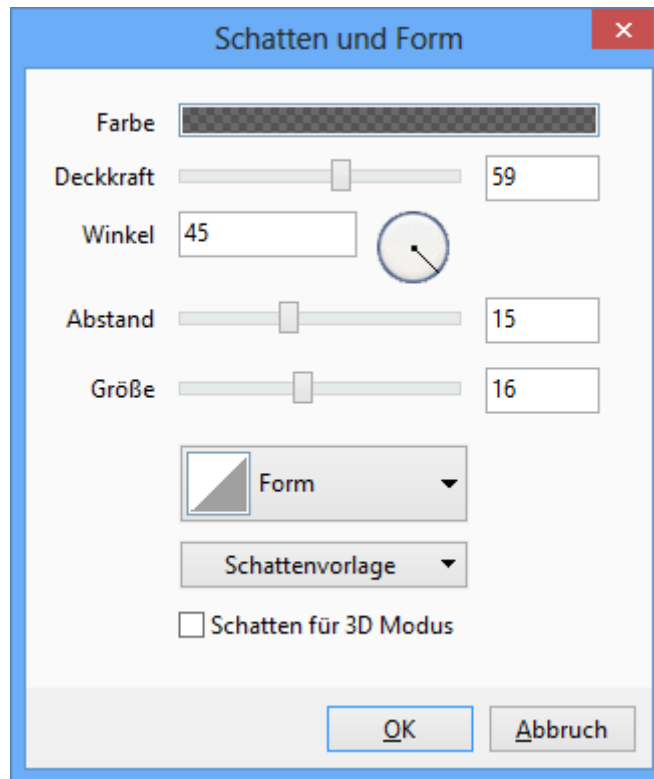 Schatten und Form
Farbe
Deckkraft 59
Winkel 45
Abstand 15
Größe 16
Form
Schattenvorlage
Schatten für 3D Modus
OK Abbruch